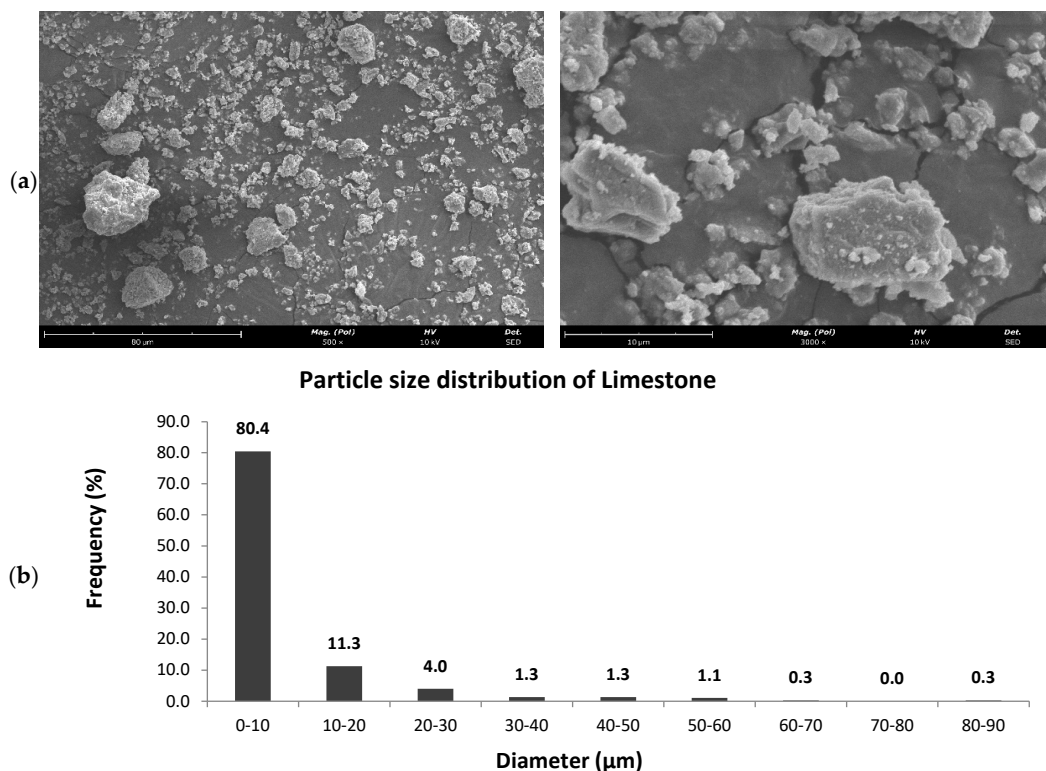 (a)
Mag. (Pol) HV Det.
80 µm 500 × 10 kV SED
Mag. (Pol) HV Det.
10 µm 3000 × 10 kV SED
Particle size distribution of Limestone
(b)
Frequency (%)
90.0
80.0
70.0
60.0
50.0
40.0
30.0
20.0
10.0
0.0
80.4
11.3
4.0
1.3
1.3
1.1
0.3
0.0
0.3
0-10 10-20 20-30 30-40 40-50 50-60 60-70 70-80 80-90
Diameter (µm)